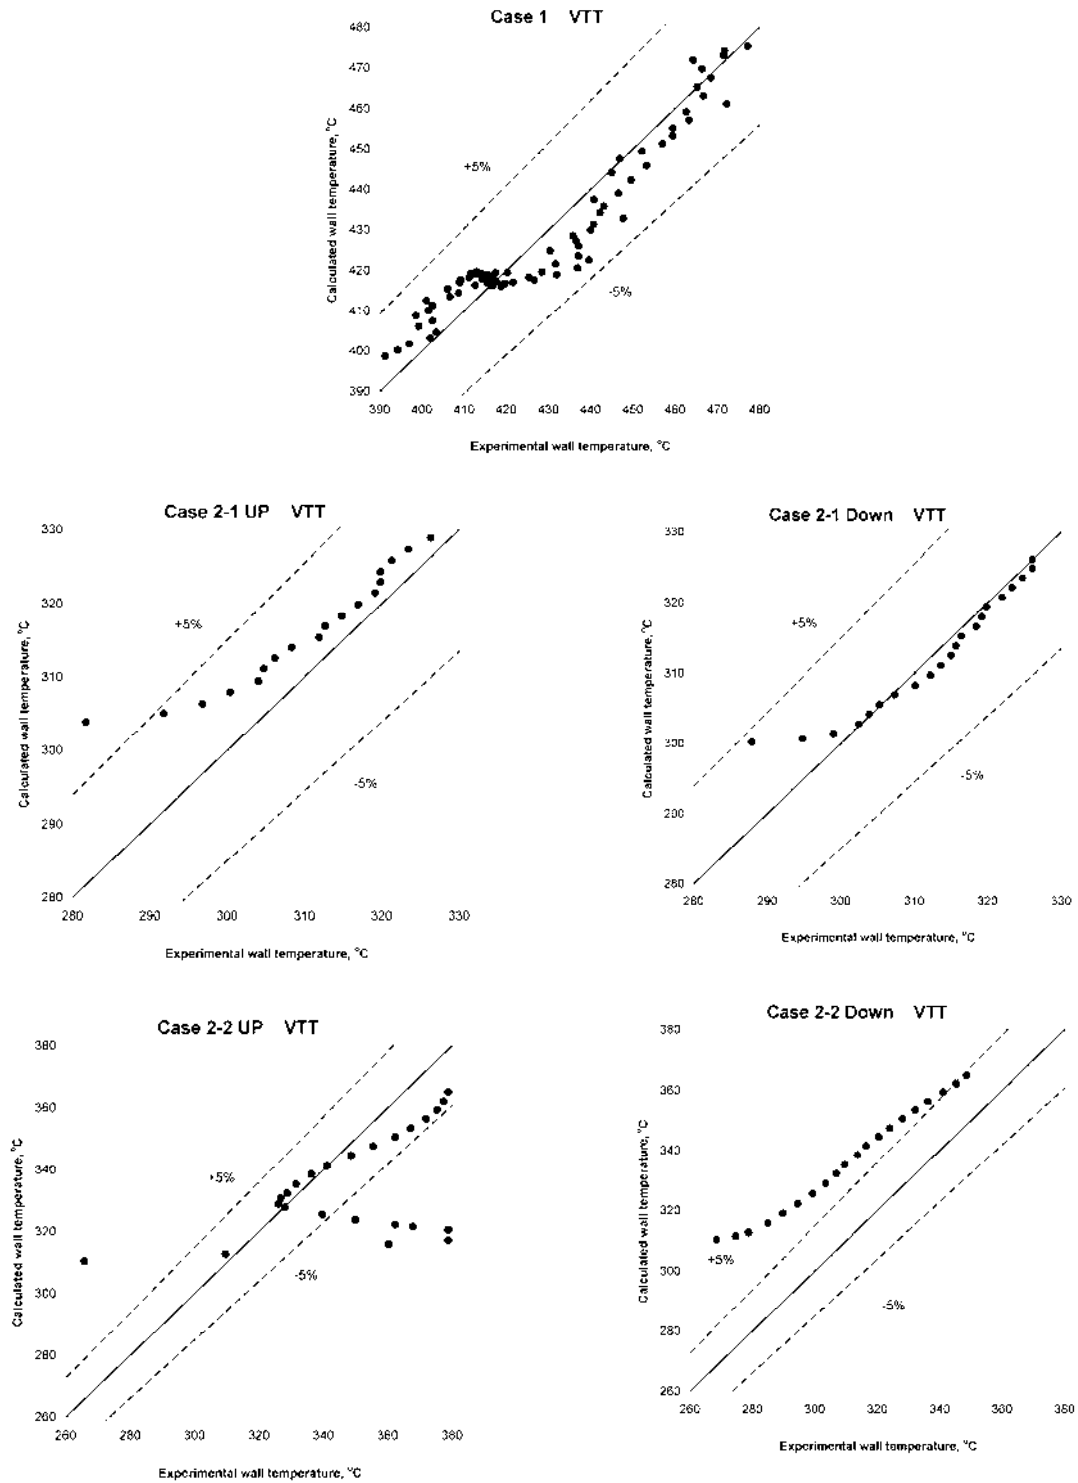 Case 1 VTT
480
470
460
450
440
430
420
410
400
390
Calculated wall temperature, °C
+5%
-5%
390 400 410 420 430 440 450 460 470 480
Experimental wall temperature, °C
Case 2-1 UP VTT
330
320
310
300
290
280
Calculated wall temperature, °C
+5%
-5%
280 290 300 310 320 330
Experimental wall temperature, °C
Case 2-1 Down VTT
330
320
310
300
290
280
Calculated wall temperature, °C
+5%
-5%
280 290 300 310 320 330
Experimental wall temperature, °C
Case 2-2 UP VTT
380
360
340
320
300
280
260
Calculated wall temperature, °C
+5%
-5%
260 280 300 320 340 360 380
Experimental wall temperature, °C
Case 2-2 Down VTT
380
360
340
320
300
280
260
Calculated wall temperature, °C
+5%
-5%
260 280 300 320 340 360 380
Experimental wall temperature, °C